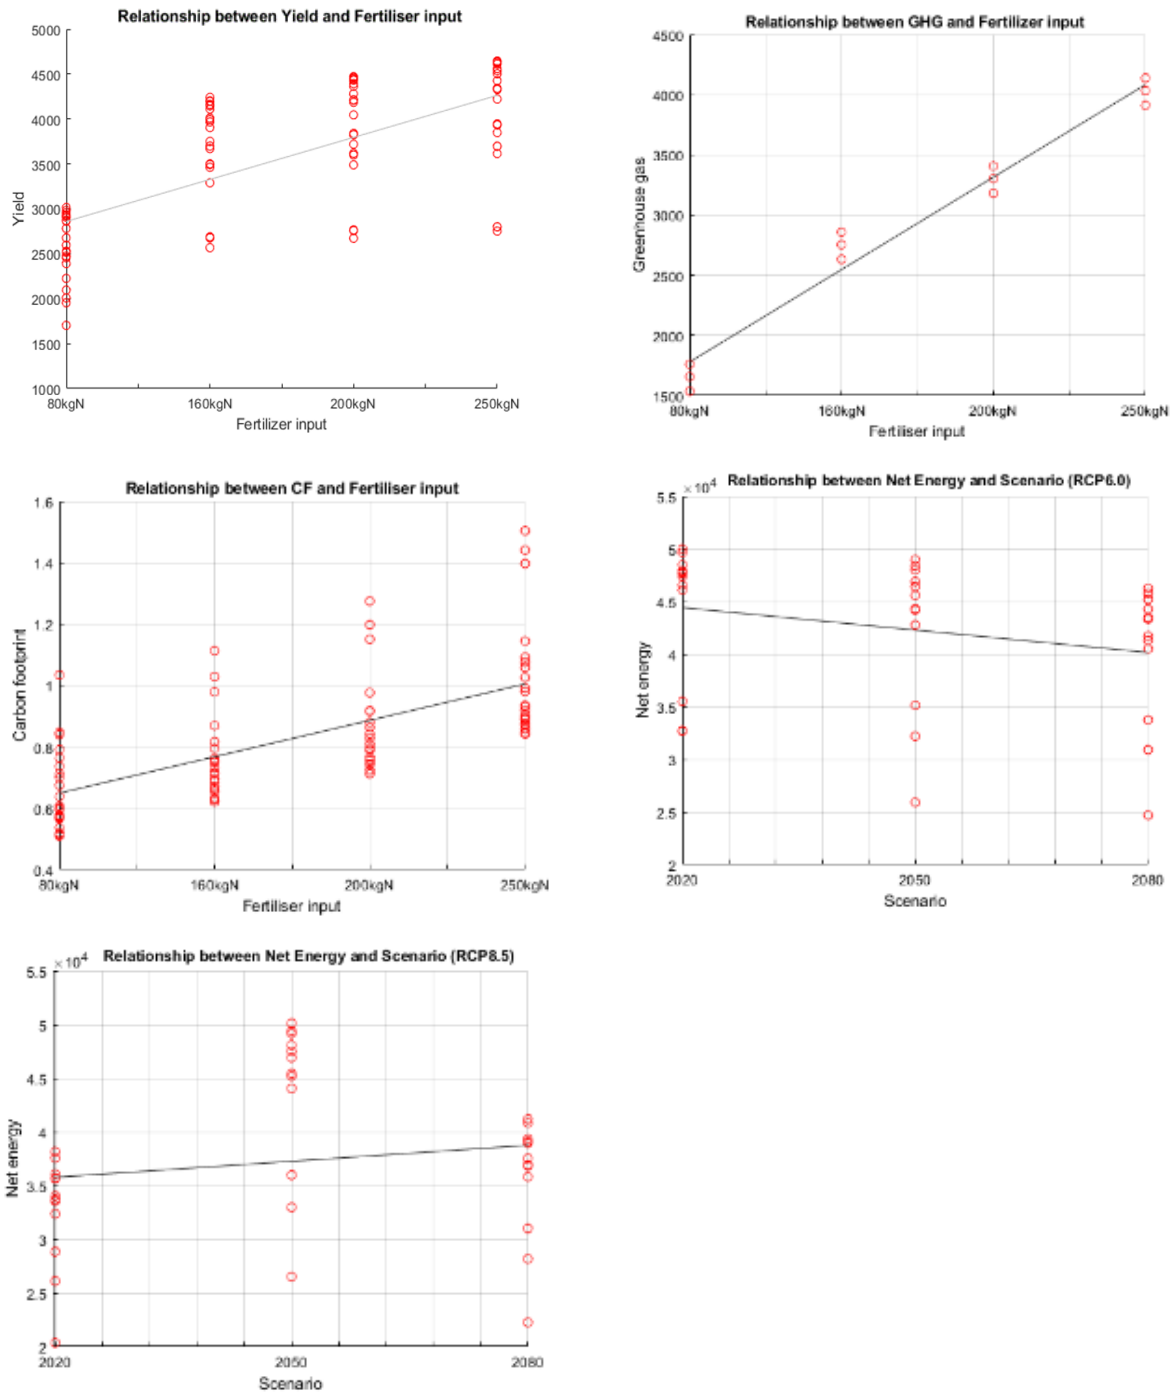 Relationship between Yield and Fertiliser input
5000
4500
4000
3500
3000
2500
2000
1500
1000
Yield
80kgN 160kgN 200kgN 250kgN
Fertilizer input
Relationship between GHG and Fertilizer input
4500
4000
3500
3000
2500
2000
1500
Greenhouse gas
80kgN 160kgN 200kgN 250kgN
Fertiliser input
Relationship between CF and Fertiliser input
1.6
1.4
1.2
1
0.8
0.6
0.4
Carbon footprint
80kgN 160kgN 200kgN 250kgN
Fertiliser input
Relationship between Net Energy and Scenario (RCP6.0)
×10⁴
5.5
5
4.5
4
3.5
3
2.5
2
Net energy
2020 2050 2080
Scenario
Relationship between Net Energy and Scenario (RCP8.5)
×10⁴
5.5
5
4.5
4
3.5
3
2.5
2
Net energy
2020 2050 2080
Scenario